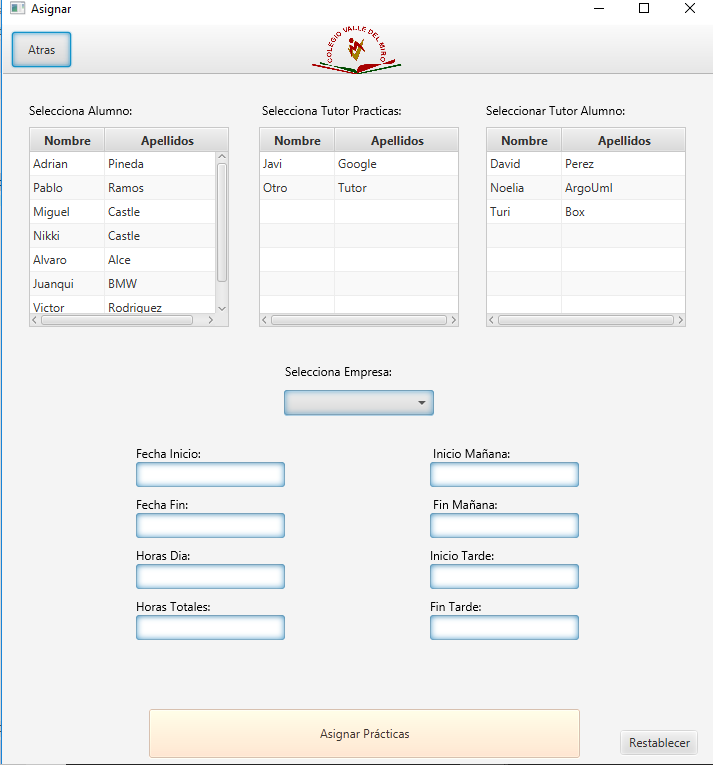 Asignar
Atras
COLEGIO VALLE DEL MIRO
Selecciona Alumno:
Selecciona Tutor Practicas:
Seleccionar Tutor Alumno:
Nombre Apellidos Nombre Apellidos Nombre Apellidos
Adrian Pineda Javi Google David Perez
Pablo Ramos Otro Tutor Noelia ArgoUml
Miguel Castle Turi Box
Nikki Castle
Alvaro Alce
Juanqui BMW
Victor Rodriguez
Selecciona Empresa:
Fecha Inicio: Inicio Mañana:
Fecha Fin: Fin Mañana:
Horas Dia: Inicio Tarde:
Horas Totales: Fin Tarde:
Asignar Prácticas
Restablecer